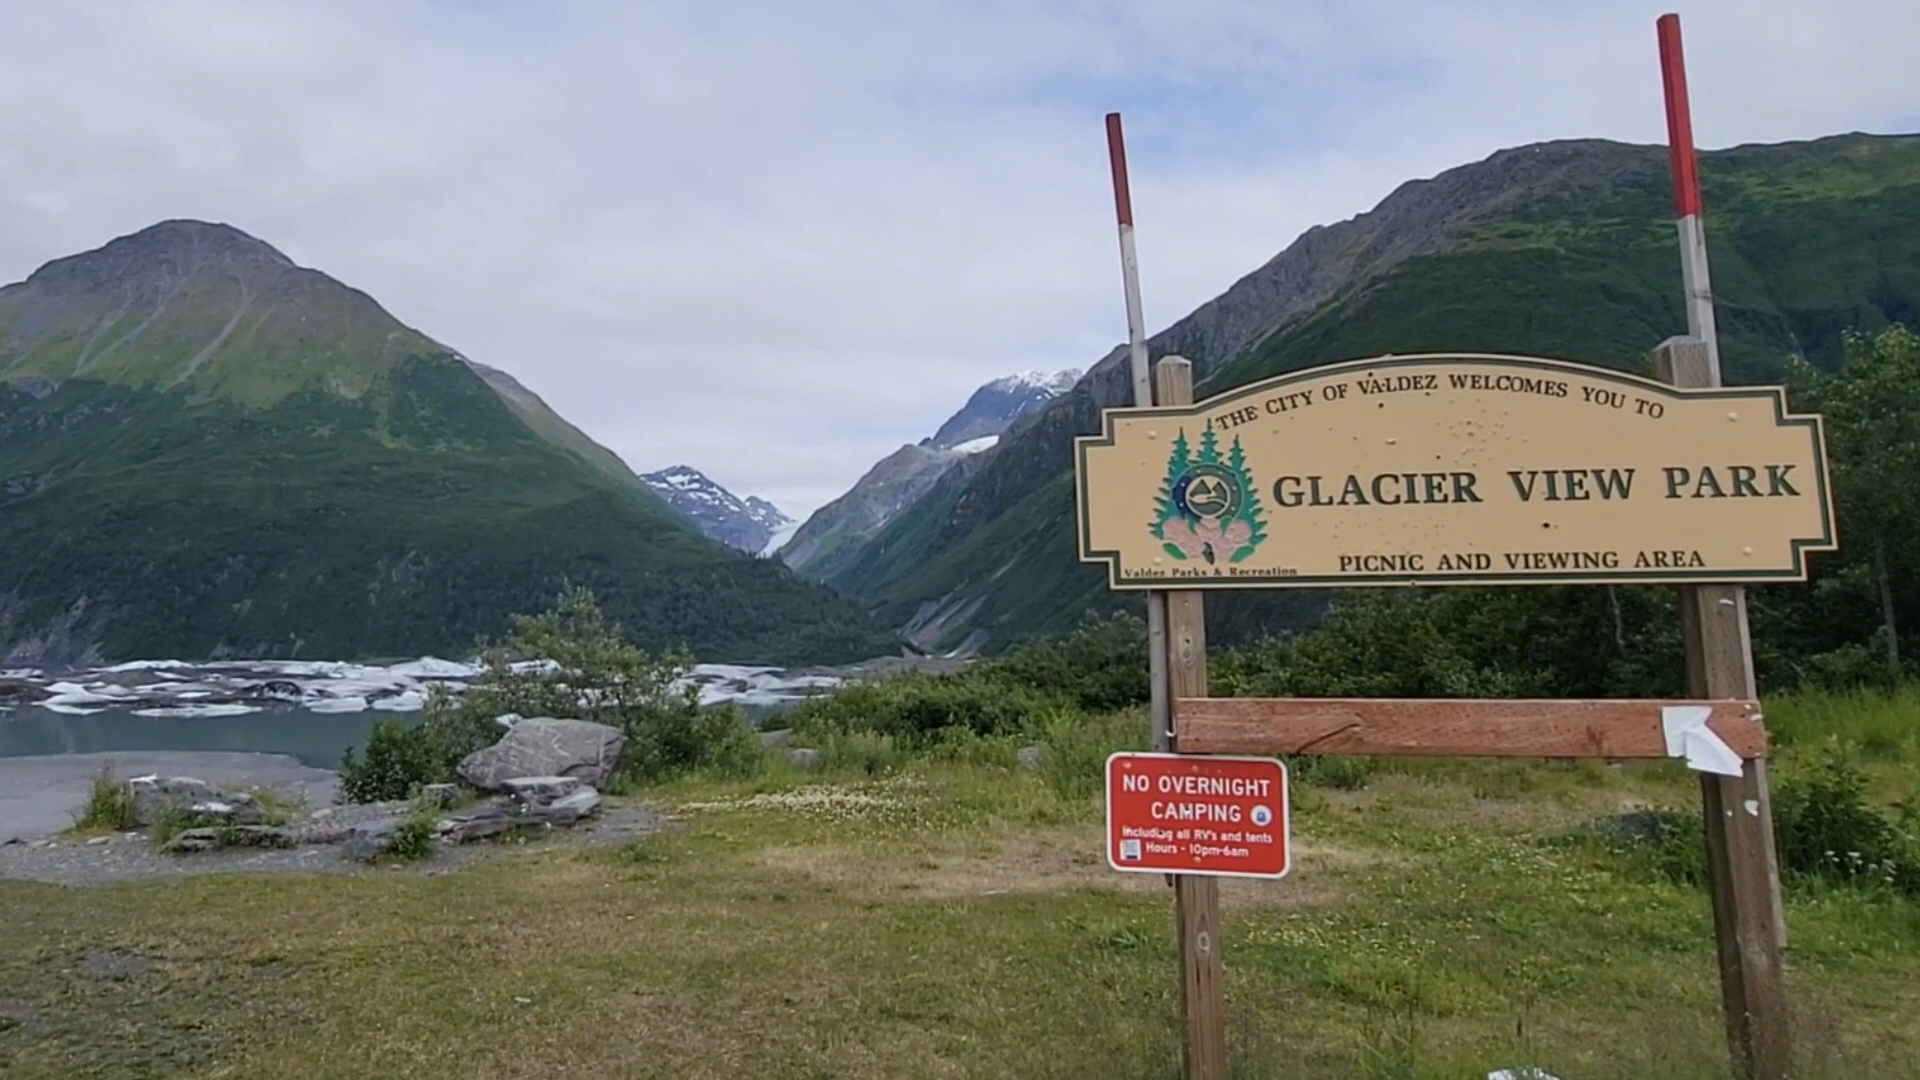 THE CITY OF VALDEZ WELCOMES YOU TO
GLACIER VIEW PARK
PICNIC AND VIEWING AREA
Valdez Parks & Recreation
NO OVERNIGHT
CAMPING
Including all RV's and tents
Hours - 10pm-6am